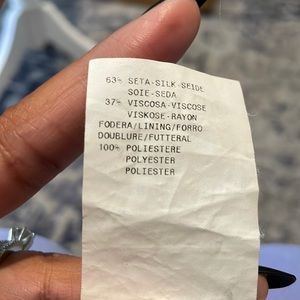 63% SETA-SILK-SEIDE
SOIE-SEDA
37% VISCOSA-VISCOSE
VISKOSE-RAYON
FODERA/LINING/FORRO
DOUBLURE/FUTTERAL
100% POLIESTERE
POLYESTER
POLIESTER